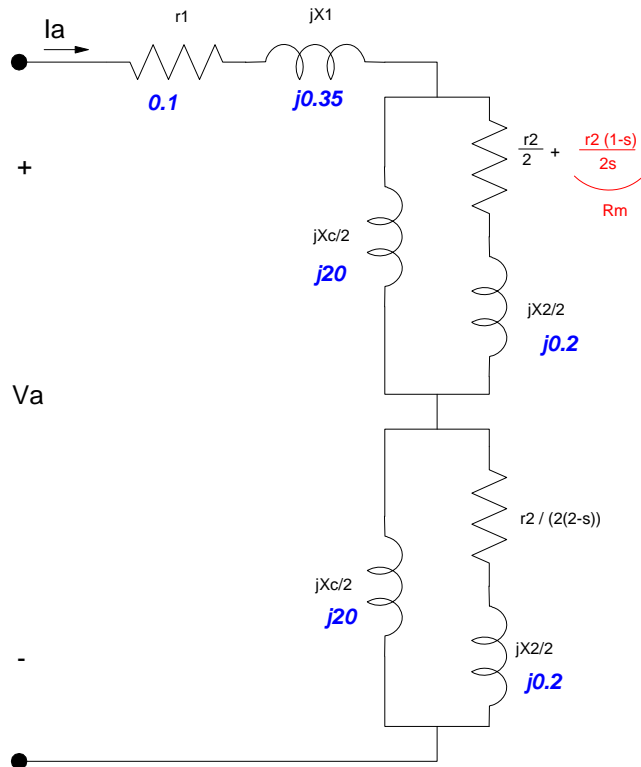 Ia
r1
jX1
0.1
j0.35
+
r2
2
+
r2 (1-s)
2s
Rm
jXc/2
j20
jX2/2
j0.2
Va
r2 / (2(2-s))
jXc/2
j20
jX2/2
j0.2
-